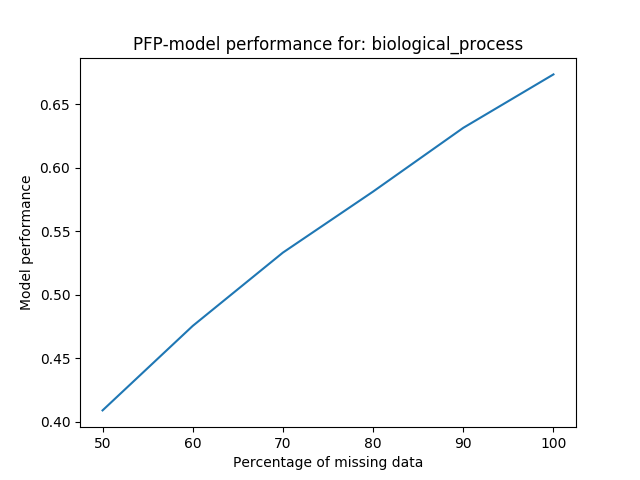 PFP-model performance for: biological_process
0.65
0.60
0.55
0.50
0.45
0.40
Model performance
50 60 70 80 90 100
Percentage of missing data